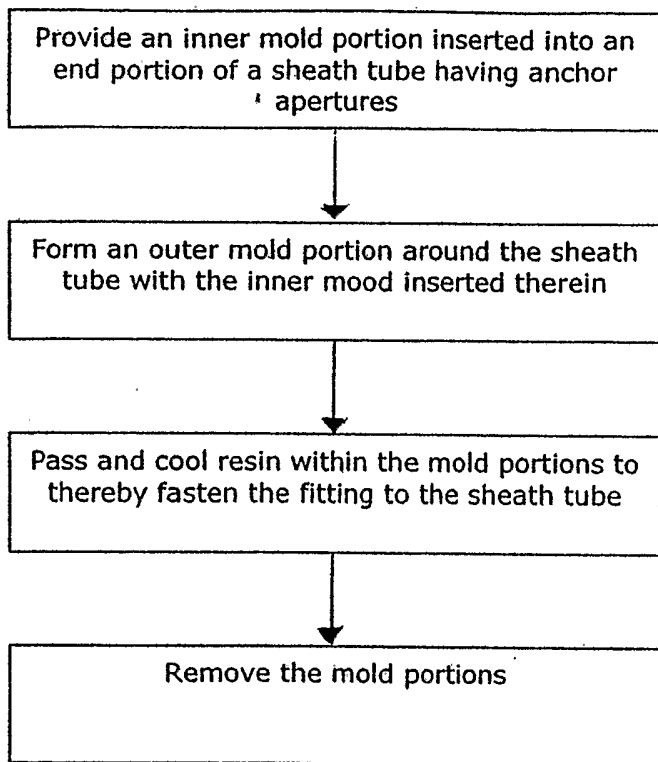 Provide an inner mold portion inserted into an
end portion of a sheath tube having anchor
apertures
Form an outer mold portion around the sheath
tube with the inner mood inserted therein
Pass and cool resin within the mold portions to
thereby fasten the fitting to the sheath tube
Remove the mold portions